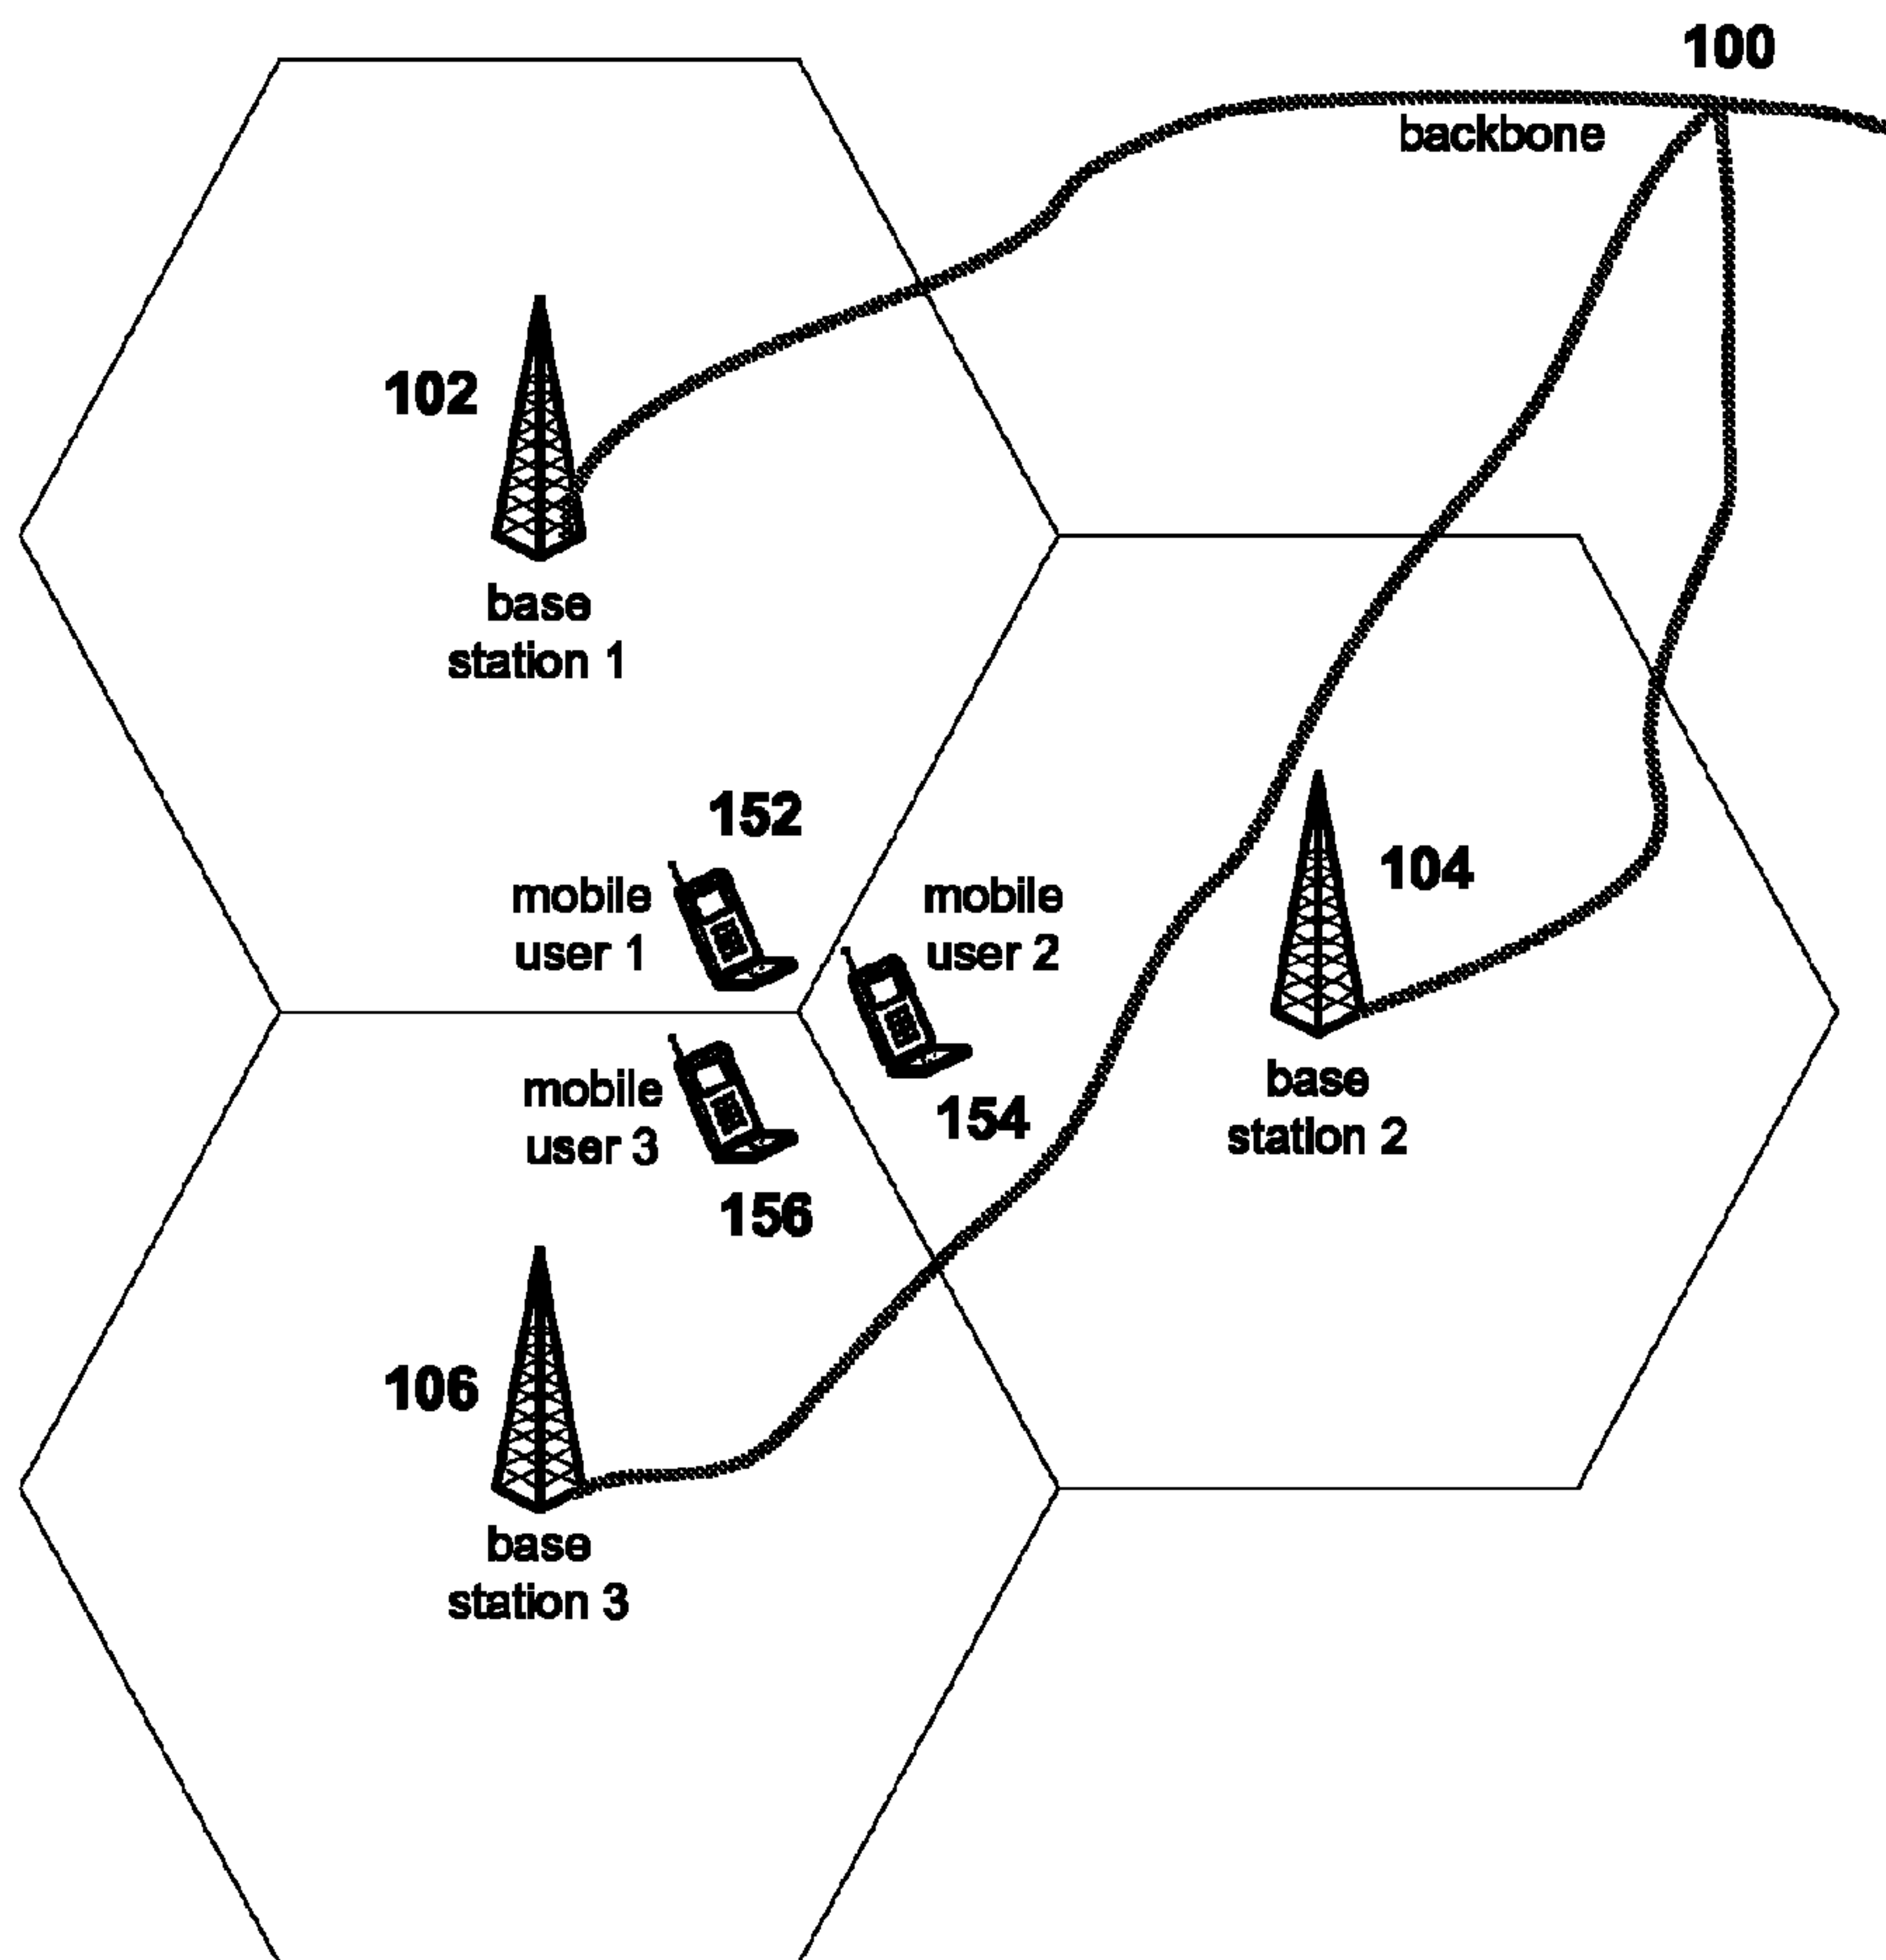 100
backbone
102
base
station 1
152
mobile
user 1
mobile
user 2
104
base
station 2
154
mobile
user 3
156
106
base
station 3